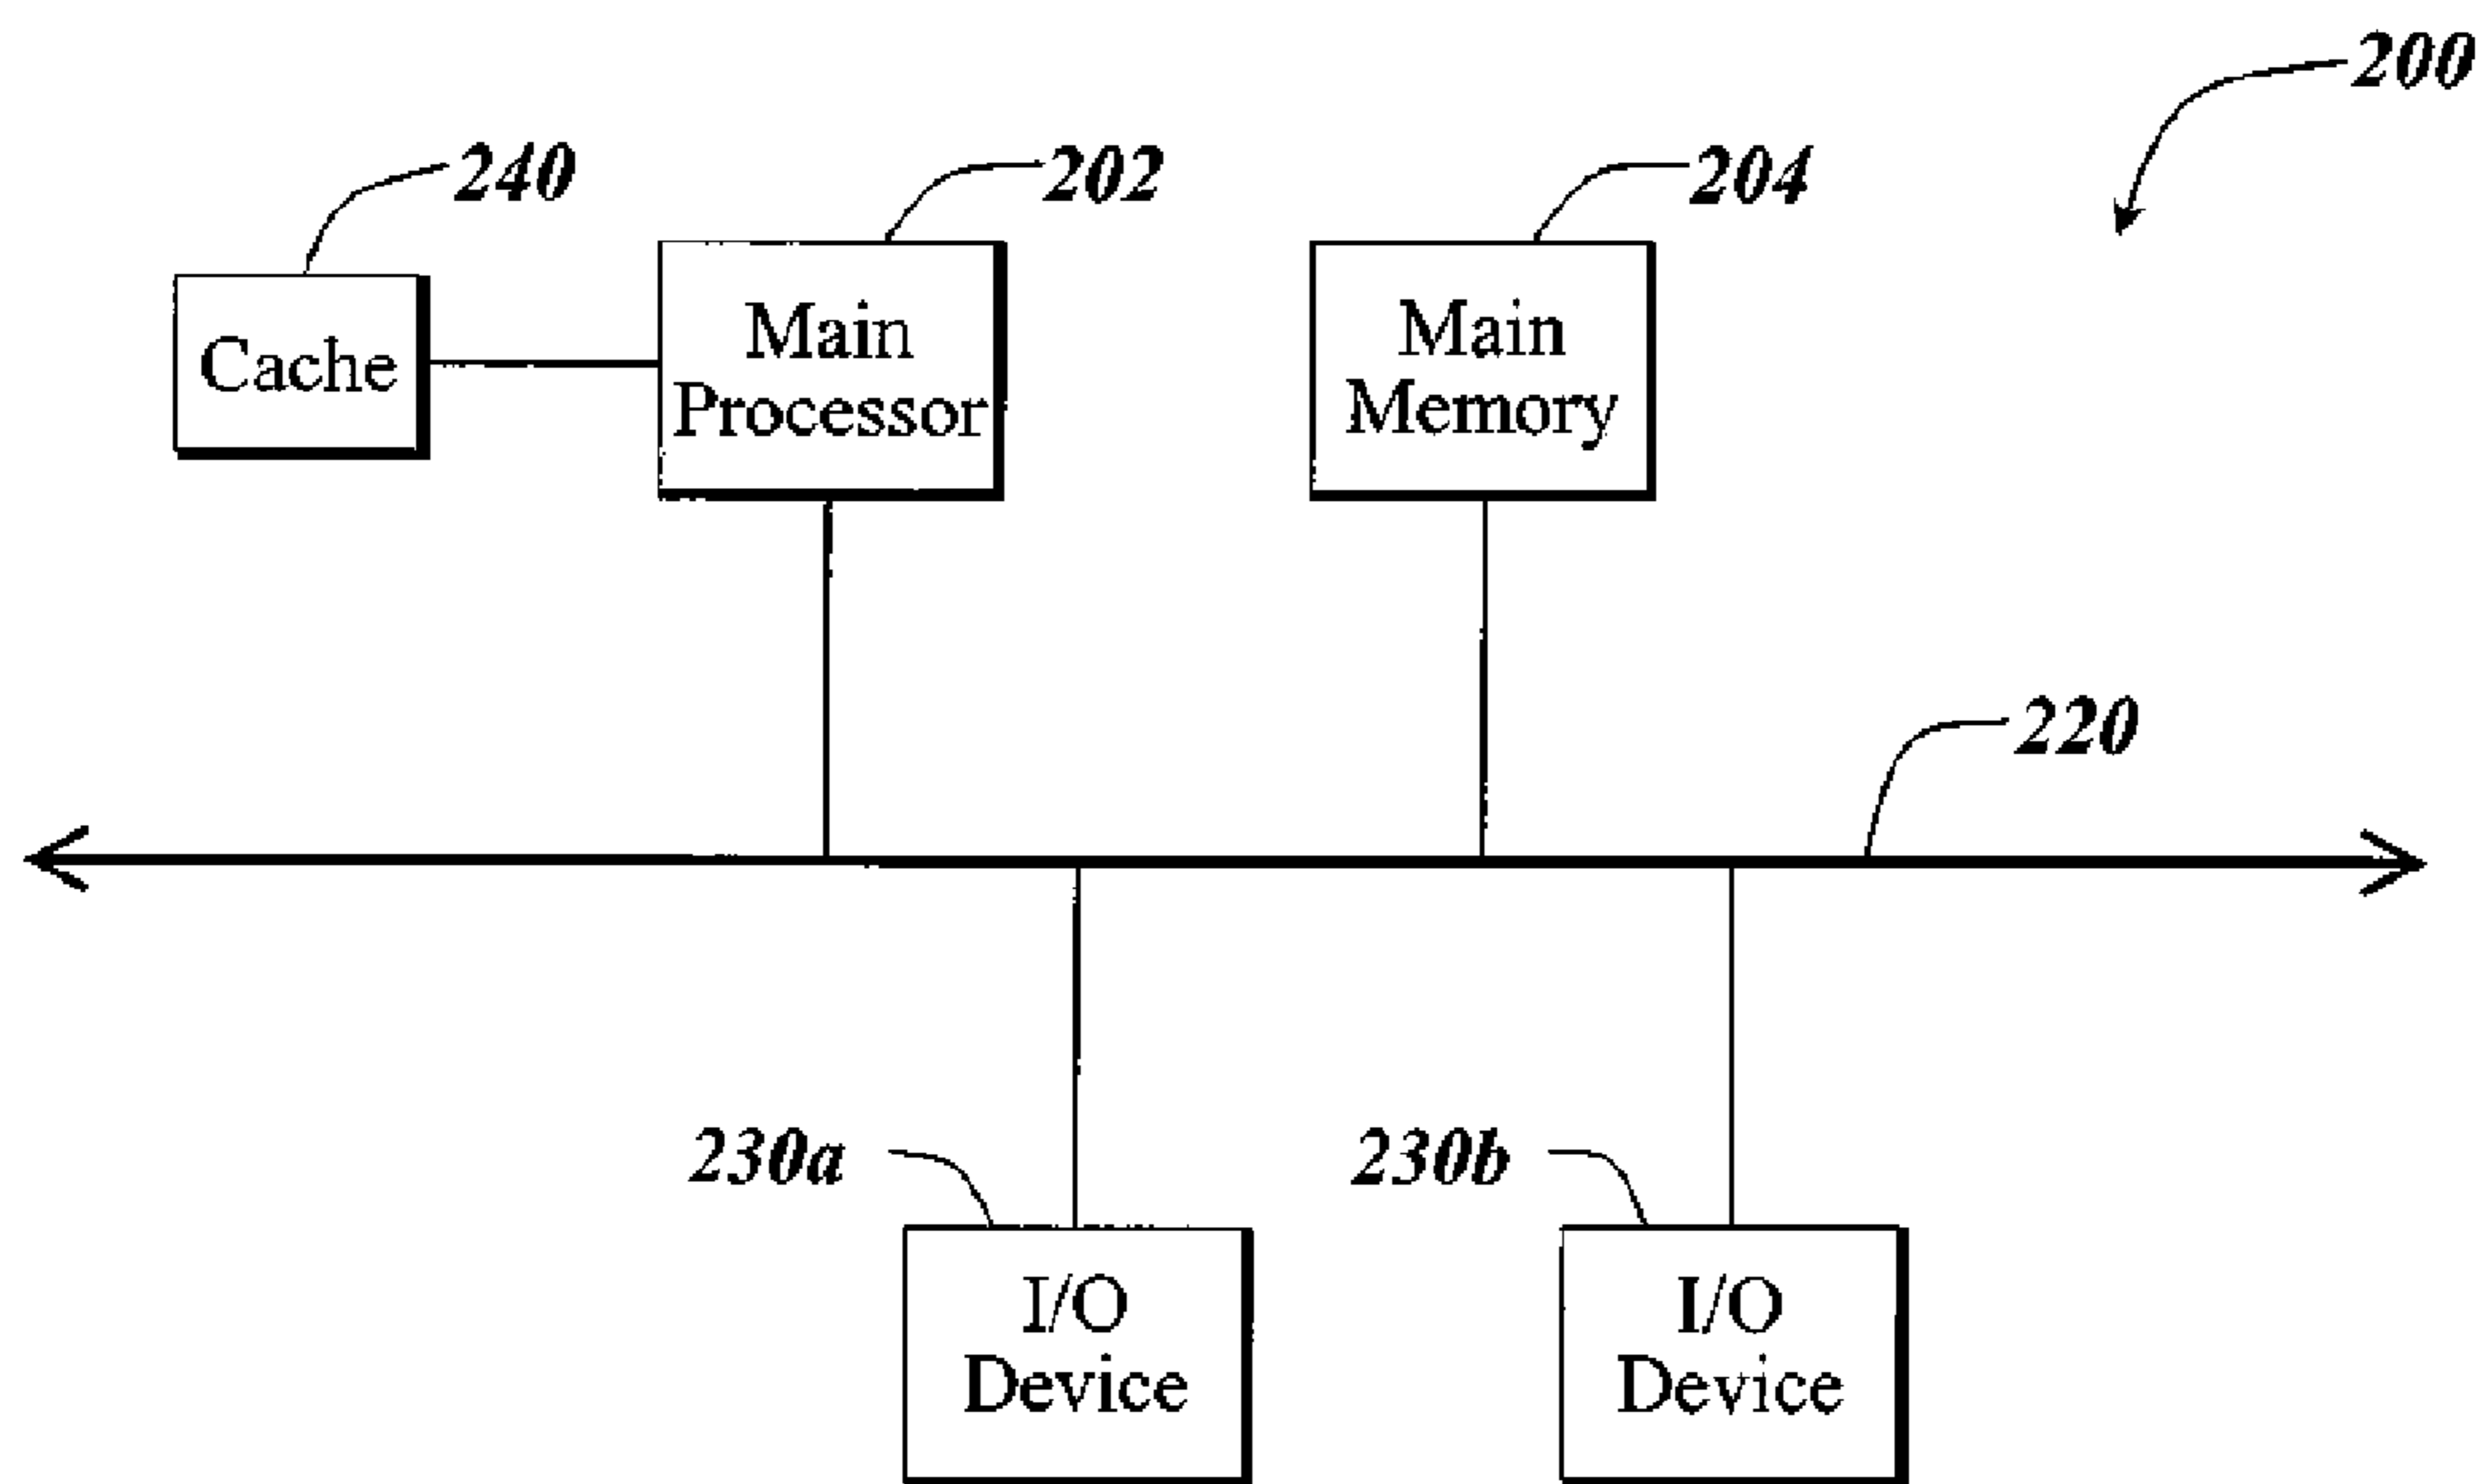 200
240
202
204
Cache
Main
Processor
Main
Memory
220
230a
230b
I/O
Device
I/O
Device